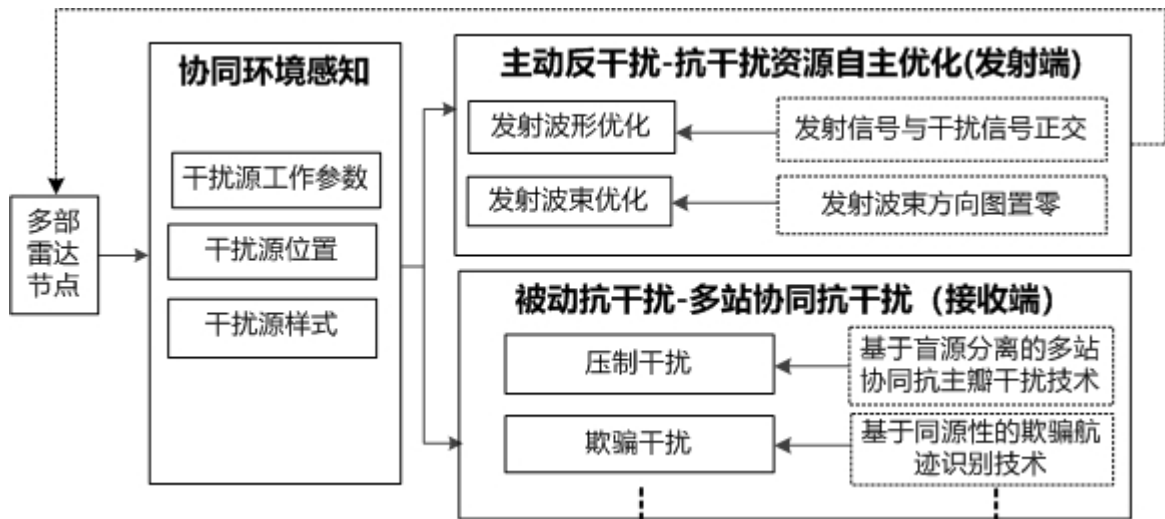 多部
雷达
节点
协同环境感知
干扰源工作参数
干扰源位置
干扰源样式
主动反干扰-抗干扰资源自主优化(发射端)
发射波形优化
发射信号与干扰信号正交
发射波束优化
发射波束方向图置零
被动抗干扰-多站协同抗干扰（接收端）
压制干扰
基于盲源分离的多站
协同抗主瓣干扰技术
欺骗干扰
基于同源性的欺骗航
迹识别技术